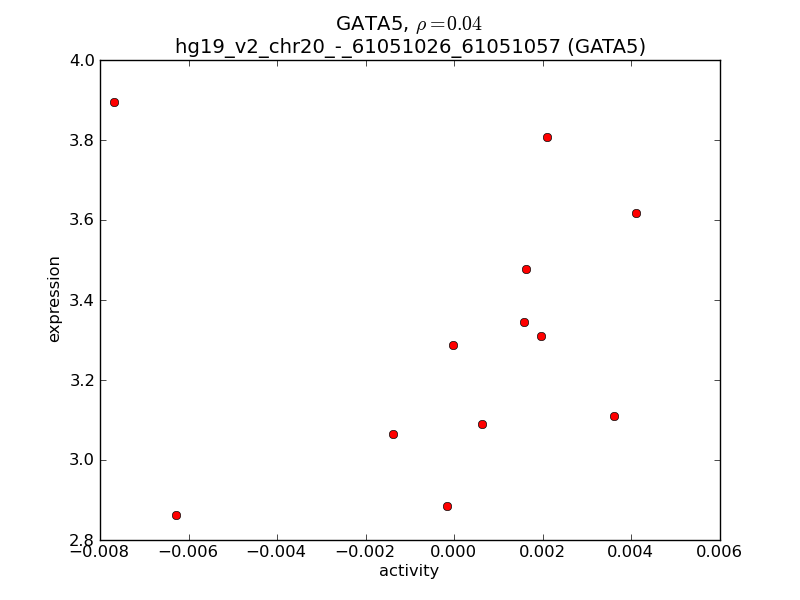 GATA5, ρ = 0.04
hg19_v2_chr20_-_61051026_61051057 (GATA5)
4.0
3.8
3.6
3.4
3.2
3.0
2.8
expression
−0.008 −0.006 −0.004 −0.002 0.000 0.002 0.004 0.006
activity